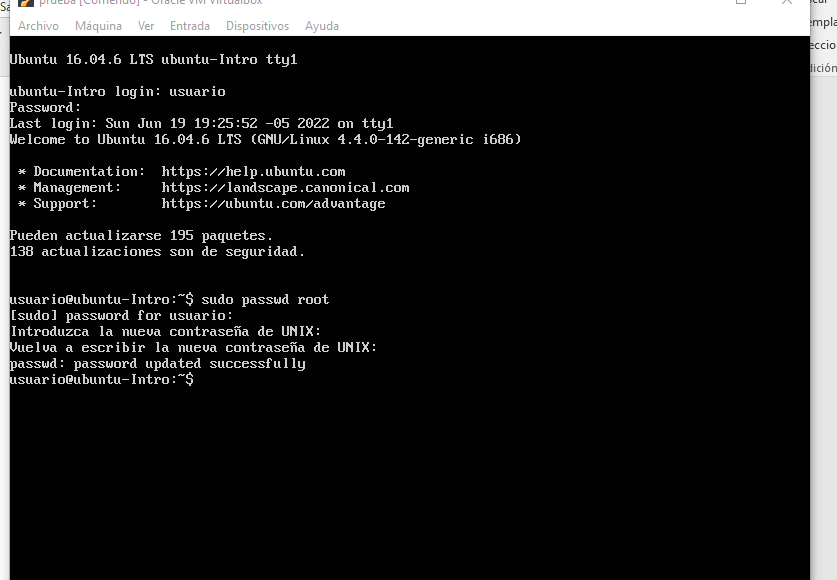 prueba [Corriendo] - Oracle VM VirtualBox
Archivo Máquina Ver Entrada Dispositivos Ayuda
Ubuntu 16.04.6 LTS ubuntu-Intro tty1
ubuntu-Intro login: usuario
Password:
Last login: Sun Jun 19 19:25:52 -05 2022 on tty1
Welcome to Ubuntu 16.04.6 LTS (GNU/Linux 4.4.0-142-generic i686)
* Documentation: https://help.ubuntu.com
* Management: https://landscape.canonical.com
* Support: https://ubuntu.com/advantage
Pueden actualizarse 195 paquetes.
138 actualizaciones son de seguridad.
usuario@ubuntu-Intro:~$ sudo passwd root
[sudo] password for usuario:
Introduzca la nueva contraseña de UNIX:
Vuelva a escribir la nueva contraseña de UNIX:
passwd: password updated successfully
usuario@ubuntu-Intro:~$